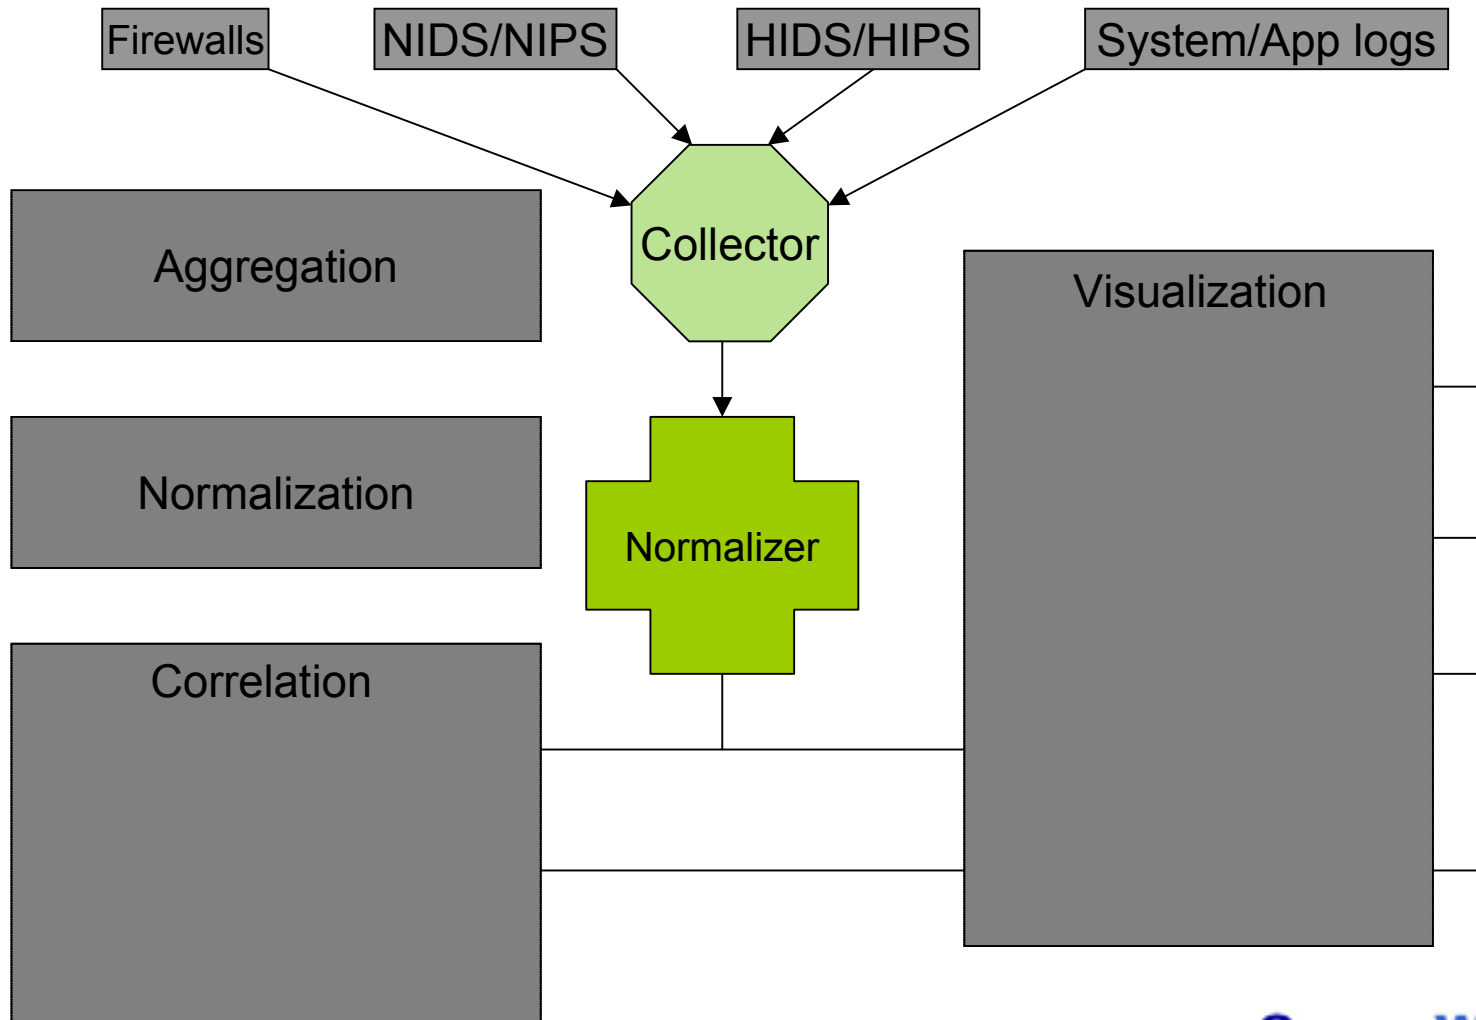 Firewalls
NIDS/NIPS
HIDS/HIPS
System/App logs
Collector
Aggregation
Visualization
Normalization
Normalizer
Correlation